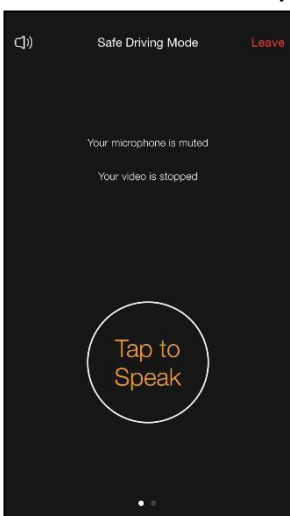 Safe Driving Mode Leave
Your microphone is muted
Your video is stopped
Tap to
Speak